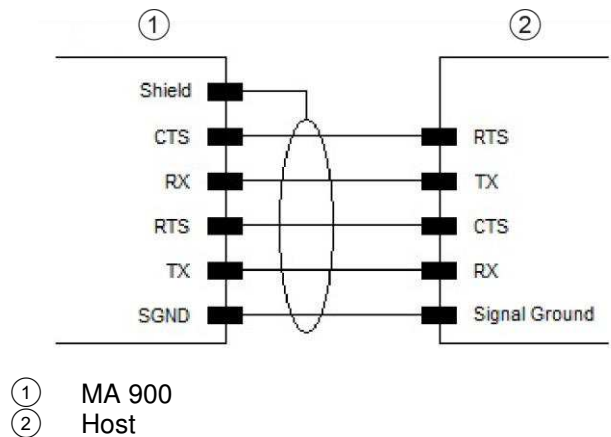 ① ②
Shield
CTS RTS
RX TX
RTS CTS
TX RX
SGND Signal Ground
① MA 900
② Host